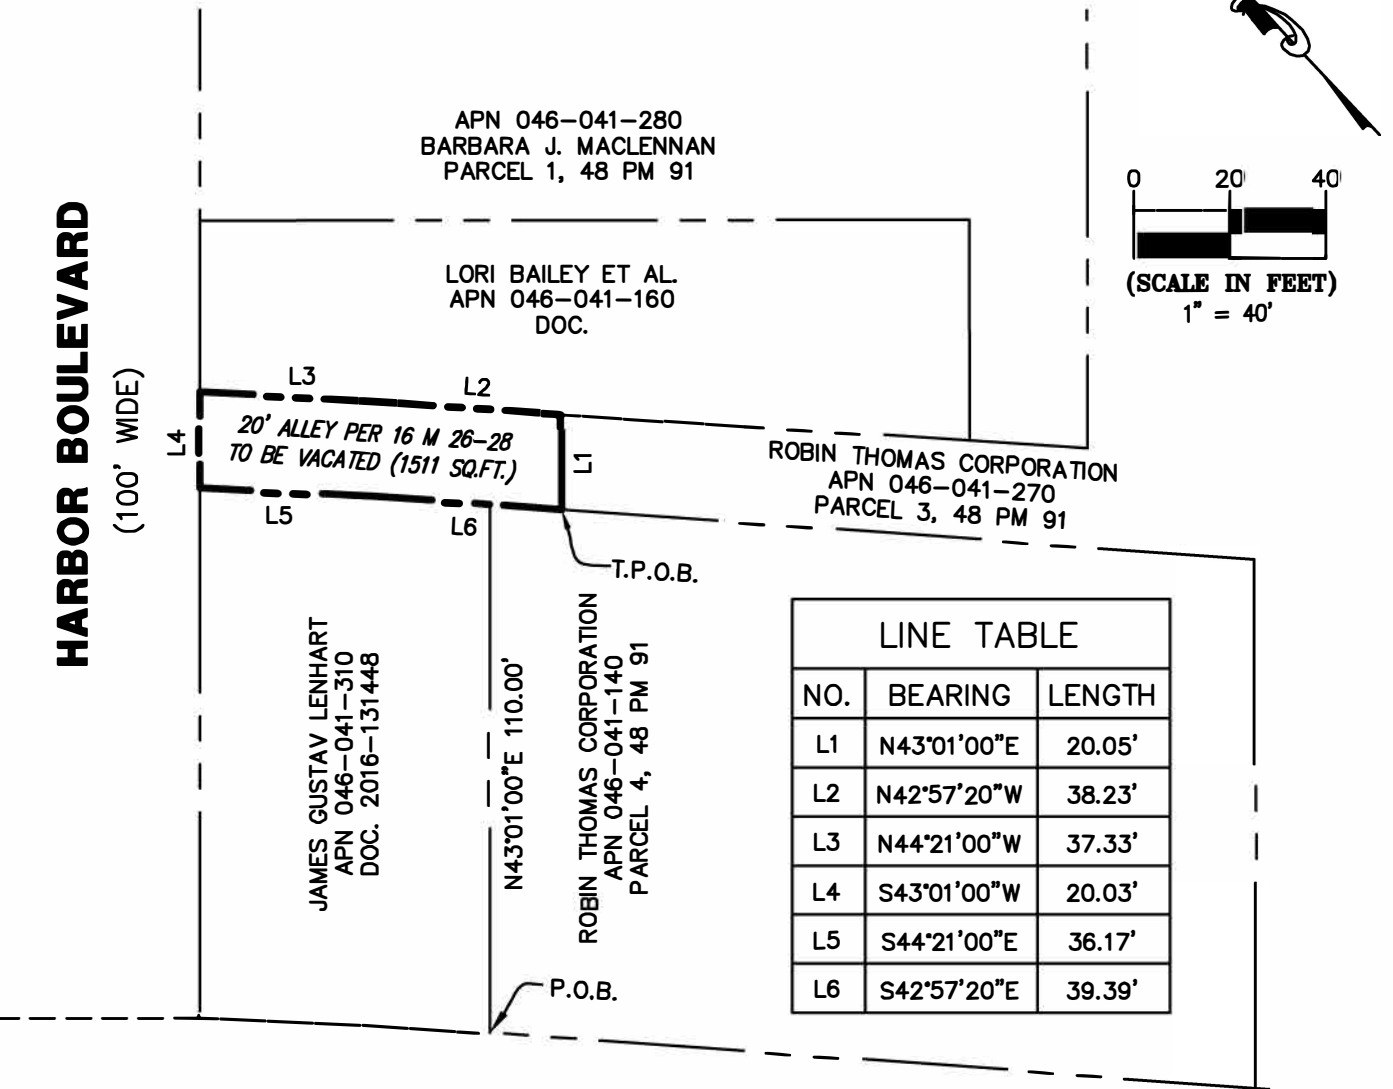 APN 046-041-280
BARBARA J. MACLENNAN
PARCEL 1, 48 PM 91
0 20' 40'
(SCALE IN FEET)
1" = 40'
HARBOR BOULEVARD
(100' WIDE)
LORI BAILEY ET AL.
APN 046-041-160
DOC.
L3
L2
L4
20' ALLEY PER 16 M 26-28
TO BE VACATED (1511 SQ.FT.)
L1
L5
L6
ROBIN THOMAS CORPORATION
APN 046-041-270
PARCEL 3, 48 PM 91
T.P.O.B.
JAMES GUSTAV LENHART
APN 046-041-310
DOC. 2016-131448
N43°01'00"E 110.00'
ROBIN THOMAS CORPORATION
APN 046-041-140
PARCEL 4, 48 PM 91
P.O.B.
LINE TABLE
NO. BEARING LENGTH
L1 N43°01'00"E 20.05'
L2 N42°57'20"W 38.23'
L3 N44°21'00"W 37.33'
L4 S43°01'00"W 20.03'
L5 S44°21'00"E 36.17'
L6 S42°57'20"E 39.39'